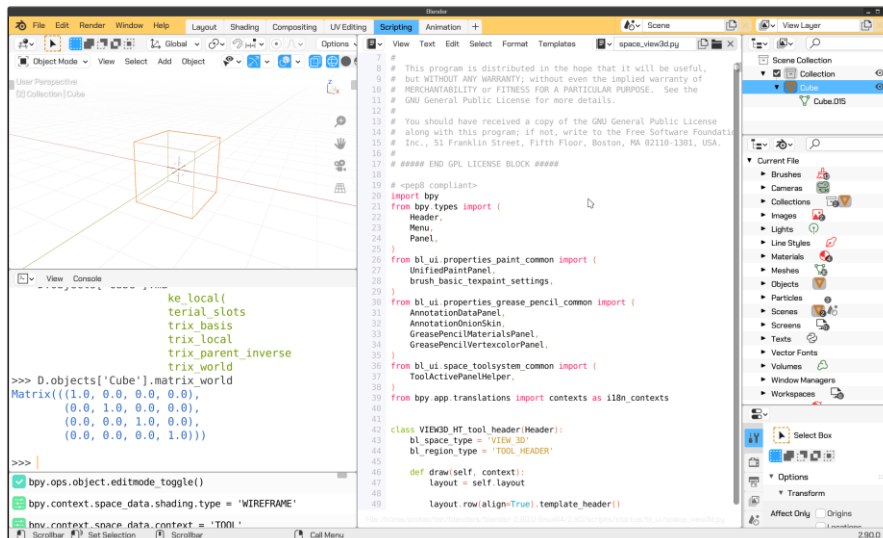 Blender
File Edit Render Window Help Layout Shading Compositing UV Editing Scripting Animation + Scene View Layer
Global Options
Object Mode View Select Add Object
User Perspective
(2) Collection | Cube
Z
View Console
ke_local(
terial_slots
trix_basis
trix_local
trix_parent_inverse
trix_world
>>> D.objects['Cube'].matrix_world
Matrix(((1.0, 0.0, 0.0, 0.0),
(0.0, 1.0, 0.0, 0.0),
(0.0, 0.0, 1.0, 0.0),
(0.0, 0.0, 0.0, 1.0)))
>>>
bpy.ops.object.editmode_toggle()
bpy.context.space_data.shading.type = 'WIREFRAME'
bpy.context.space_data.context = 'TOOL'
View Text Edit Select Format Templates space_view3d.py
7 #
8 # This program is distributed in the hope that it will be useful,
9 # but WITHOUT ANY WARRANTY; without even the implied warranty of
10 # MERCHANTABILITY or FITNESS FOR A PARTICULAR PURPOSE. See the
11 # GNU General Public License for more details.
12 #
13 # You should have received a copy of the GNU General Public License
14 # along with this program; if not, write to the Free Software Foundatio
15 # Inc., 51 Franklin Street, Fifth Floor, Boston, MA 02110-1301, USA.
16 #
17 # ##### END GPL LICENSE BLOCK #####
18
19 # <pep8 compliant>
20 import bpy
21 from bpy.types import (
22 Header,
23 Menu,
24 Panel,
25 )
26 from bl_ui.properties_paint_common import (
27 UnifiedPaintPanel,
28 brush_basic_texpaint_settings,
29 )
30 from bl_ui.properties_grease_pencil_common import (
31 AnnotationDataPanel,
32 AnnotationOnionSkin,
33 GreasePencilMaterialsPanel,
34 GreasePencilVertexcolorPanel,
35 )
36 from bl_ui.space_toolsystem_common import (
37 ToolActivePanelHelper,
38 )
39 from bpy.app.translations import contexts as i18n_contexts
40
41
42 class VIEW3D_HT_tool_header(Header):
43 bl_space_type = 'VIEW_3D'
44 bl_region_type = 'TOOL_HEADER'
45
46 def draw(self, context):
47 layout = self.layout
48
49 layout.row(align=True).template_header()
Scene Collection
Collection
Cube
Cube.015
Current File
Brushes
Cameras
Collections
Images
Lights
Line Styles
Materials
Meshes
Objects
Particles
Scenes
Screens
Texts
Vector Fonts
Volumes
Window Managers
Workspaces
Select Box
Options
Transform
Affect Only Origins
Locations
Scrollbar Set Selection Scrollbar Call Menu 2.90.0